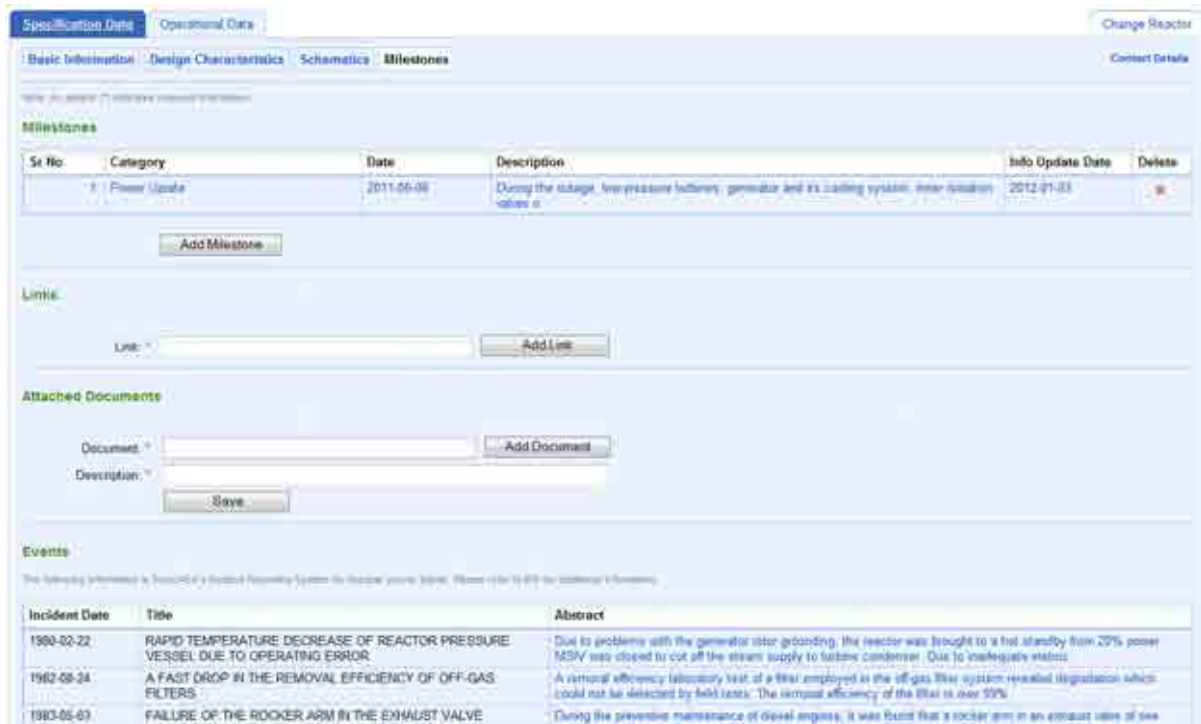 Specification Data Operational Data Change Reactor
Basic Information Design Characteristics Schematics Milestones Contact Details
Milestones
Sr No Category Date Description Info Update Date Delete
1 Power Uprate 2011-06-06 During the outage, low-pressure turbines, generator and its cooling system, inner isolation 2012-01-03
valves a
Add Milestone
Links
Link: * Add Link
Attached Documents
Document: * Add Document
Description: *
Save
Events
Incident Date Title Abstract
1980-02-22 RAPID TEMPERATURE DECREASE OF REACTOR PRESSURE Due to problems with the generator rotor grounding, the reactor was brought to a hot standby from 29% power
VESSEL DUE TO OPERATING ERROR MSIV was closed to cut off the steam supply to turbine condenser. Due to inadequate
1982-08-24 A FAST DROP IN THE REMOVAL EFFICIENCY OF OFF-GAS A removal efficiency laboratory test of a filter employed in the off-gas filter system revealed degradation which
FILTERS could not be detected by field tests. The removal efficiency of the filter is over 99%
1983-05-03 FAILURE OF THE ROCKER ARM IN THE EXHAUST VALVE During the preventive maintenance of diesel engines, it was found that a rocker arm in an exhaust valve of one